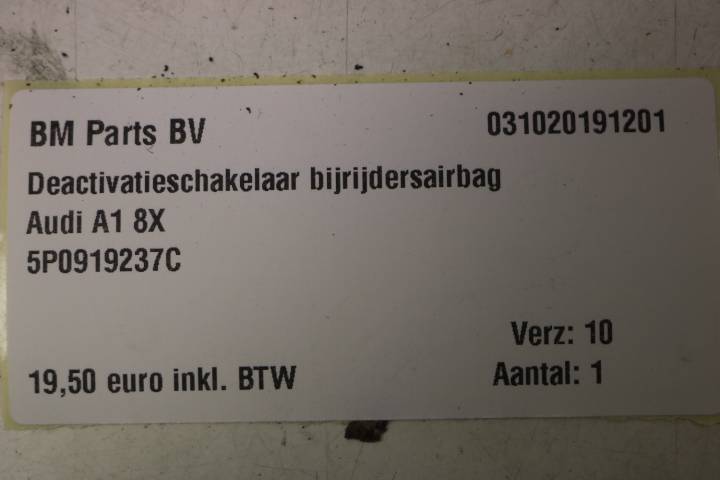 BM Parts BV 031020191201
Deactivatieschakelaar bijrijdersairbag
Audi A1 8X
5P0919237C
Verz: 10
19,50 euro inkl. BTW Aantal: 1